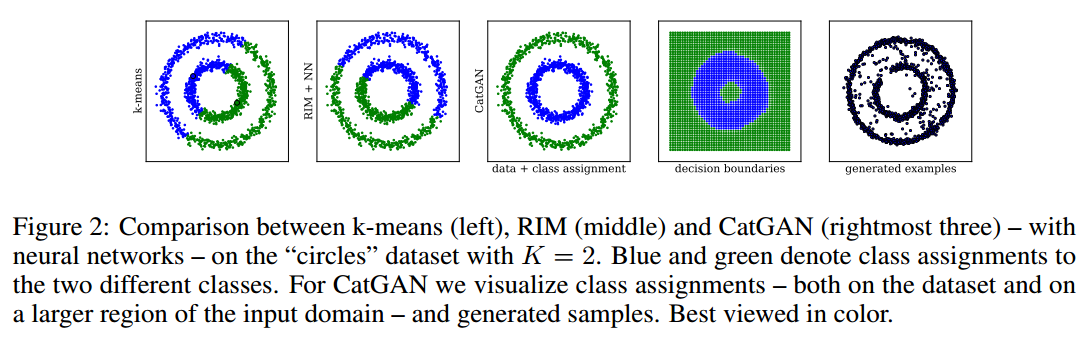 k-means
RIM + NN
CatGAN
data + class assignment
decision boundaries
generated examples
Figure 2: Comparison between k-means (left), RIM (middle) and CatGAN (rightmost three) – with
neural networks – on the “circles” dataset with K = 2. Blue and green denote class assignments to
the two different classes. For CatGAN we visualize class assignments – both on the dataset and on
a larger region of the input domain – and generated samples. Best viewed in color.